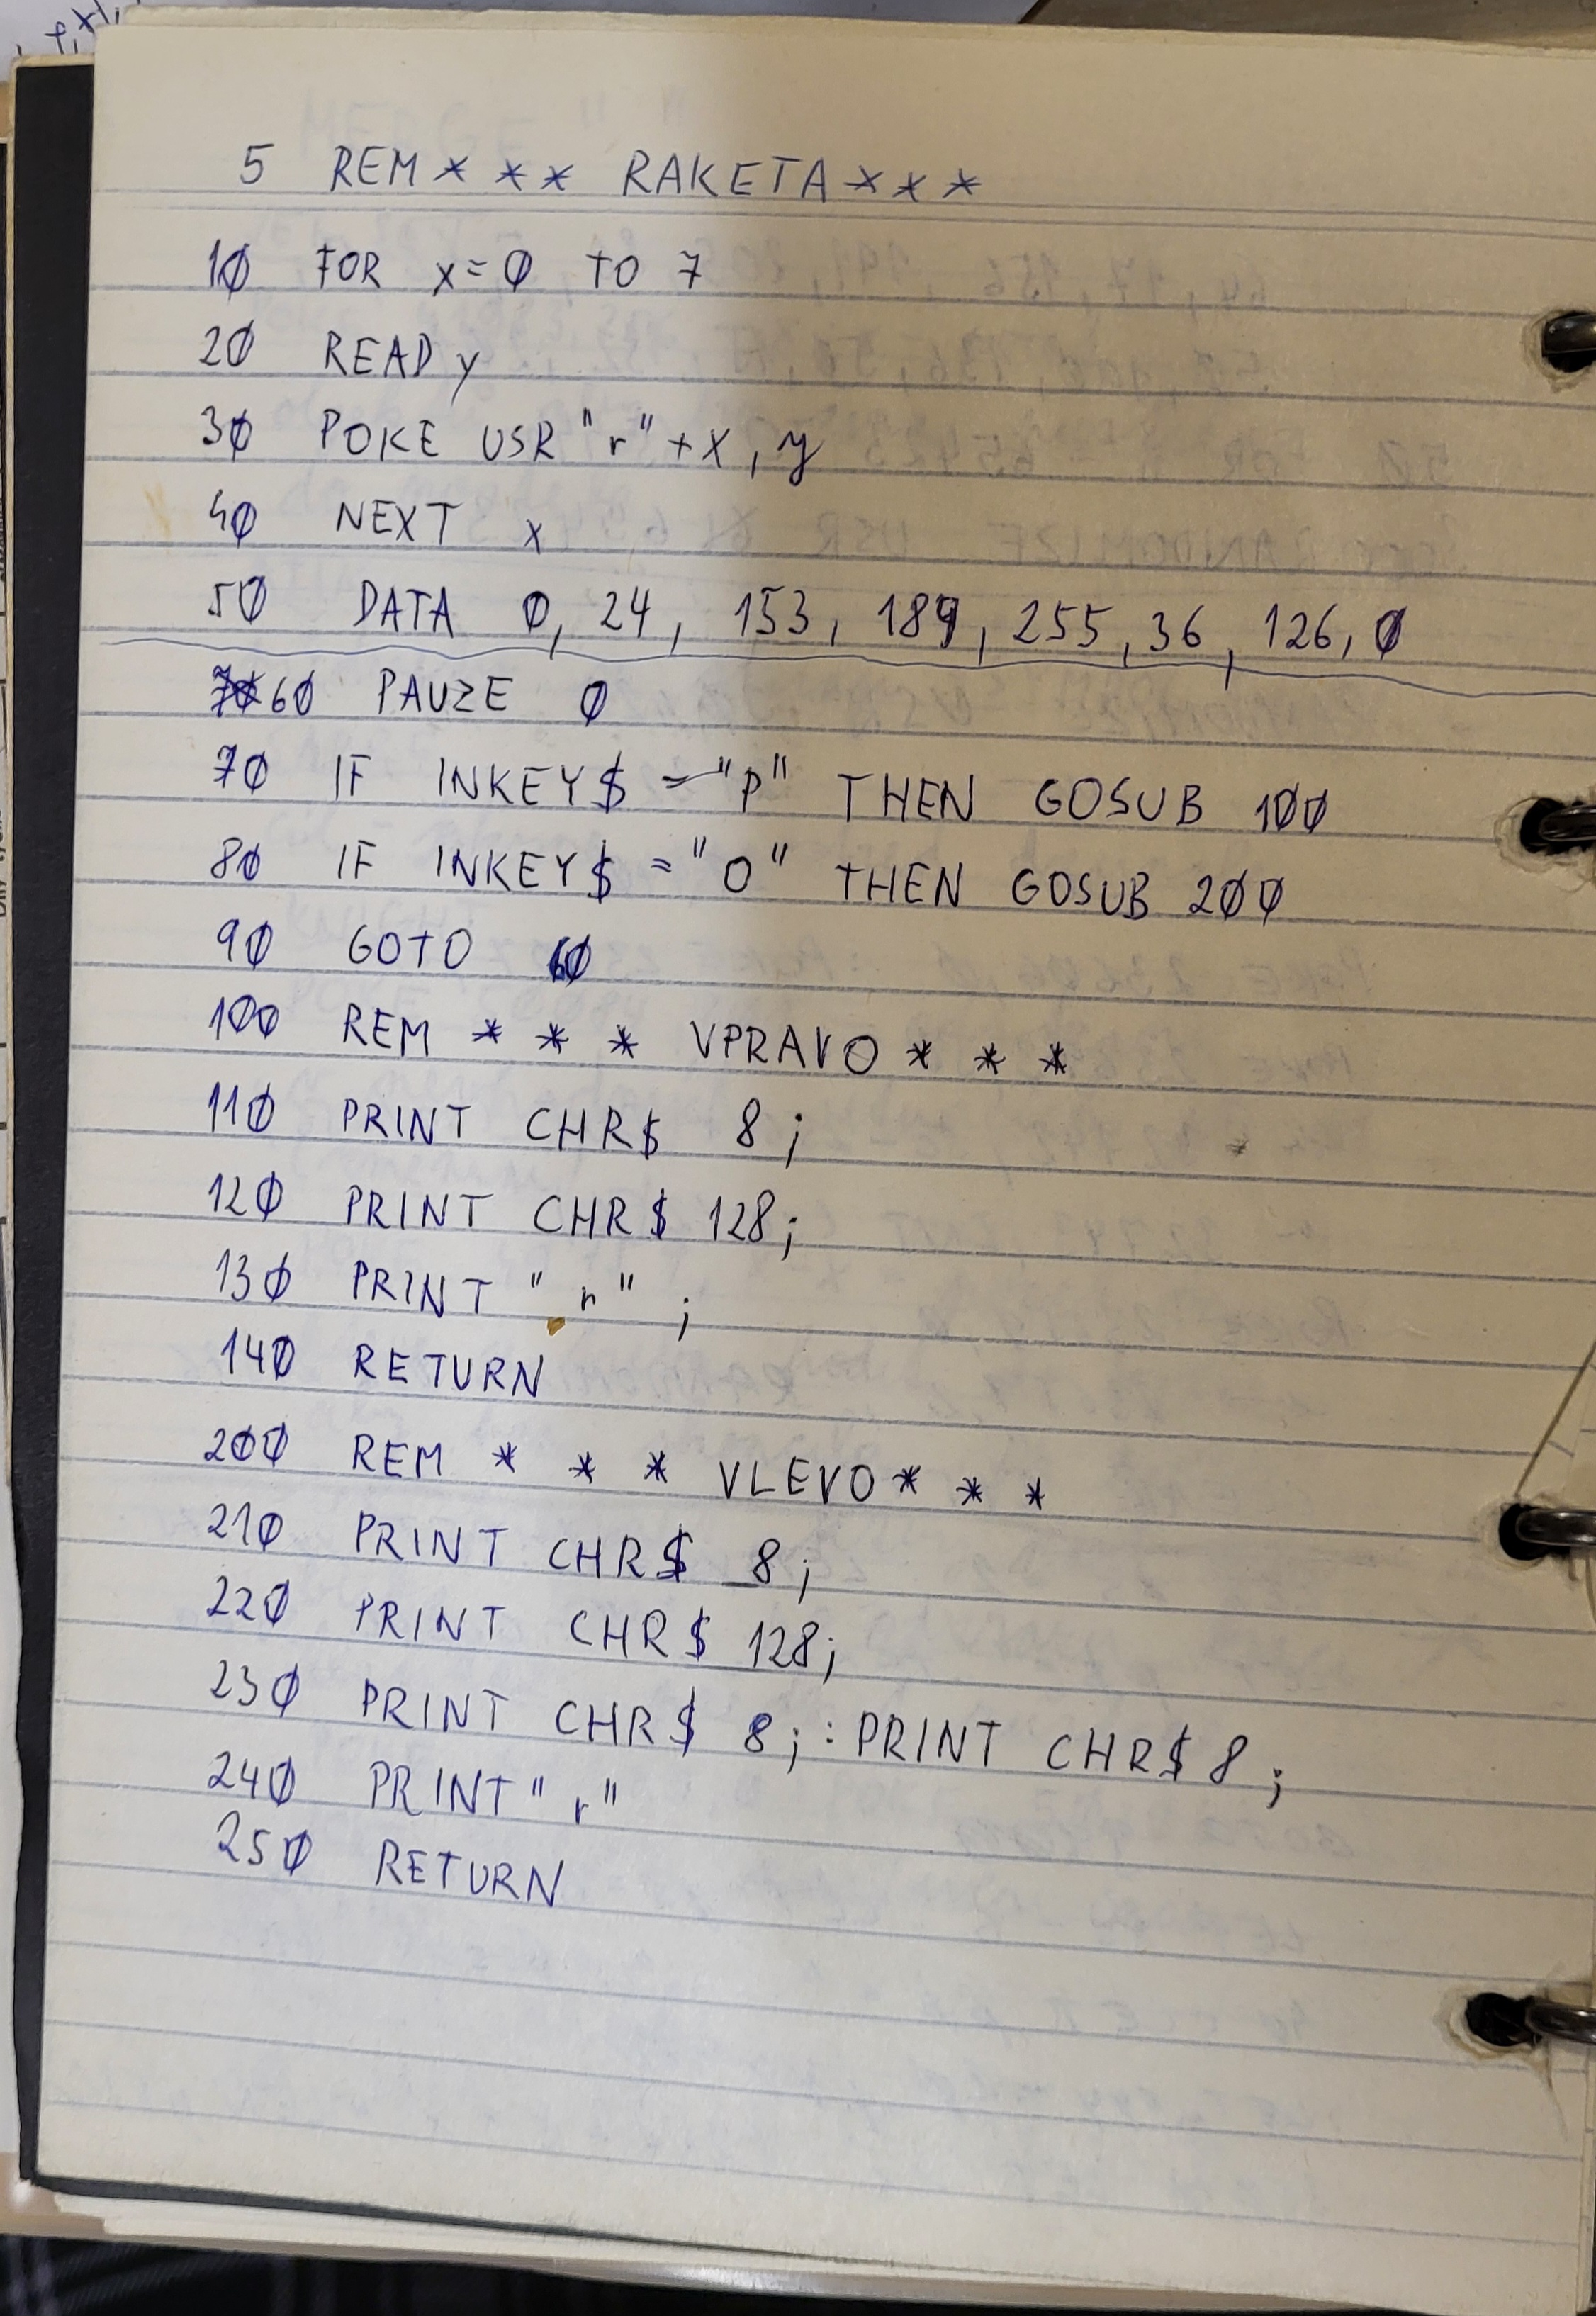 5 REM * * * RAKETA * * *
10 FOR x=0 TO 7
20 READ y
30 POKE USR "r"+x, y
40 NEXT x
50 DATA 0, 24, 153, 189, 255, 36, 126, 0
60 PAUZE 0
70 IF INKEY$ = "P" THEN GOSUB 100
80 IF INKEY$ = "O" THEN GOSUB 200
90 GOTO 60
100 REM * * * VPRAVO * * *
110 PRINT CHR$ 8;
120 PRINT CHR$ 128;
130 PRINT "r";
140 RETURN
200 REM * * * VLEVO * * *
210 PRINT CHR$ 8;
220 PRINT CHR$ 128;
230 PRINT CHR$ 8; : PRINT CHR$ 8;
240 PRINT "r"
250 RETURN